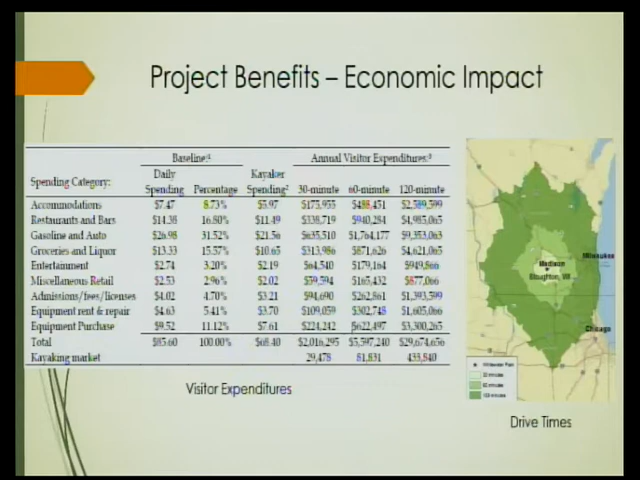 Project Benefits – Economic Impact
Baseline:¹ Annual Visitor Expenditures:³
Daily Kayaker
Spending Category: Spending Percentage Spending² 30-minute 60-minute 120-minute
Accommodations $7.47 8.73% $5.97 $175,955 $488,451 $2,589,599
Restaurants and Bars $14.38 16.80% $11.49 $338,719 $940,284 $4,985,065
Gasoline and Auto $26.98 31.52% $21.56 $635,510 $1,764,177 $9,353,063
Groceries and Liquor $13.33 15.57% $10.65 $313,986 $871,626 $4,621,065
Entertainment $2.74 3.20% $2.19 $64,540 $179,164 $949,866
Miscellaneous Retail $2.53 2.96% $2.02 $59,594 $165,432 $877,066
Admissions/fees/licenses $4.02 4.70% $3.21 $94,690 $262,861 $1,393,599
Equipment rent & repair $4.63 5.41% $3.70 $109,059 $302,748 $1,605,066
Equipment Purchase $9.52 11.12% $7.61 $224,242 $622,497 $3,300,265
Total $85.60 100.00% $68.40 $2,016,295 $5,597,240 $29,674,656
Kayaking market 29,478 81,831 433,840
Milwaukee
Madison
Stoughton, WI
Chicago
Visitor Expenditures
Drive Times